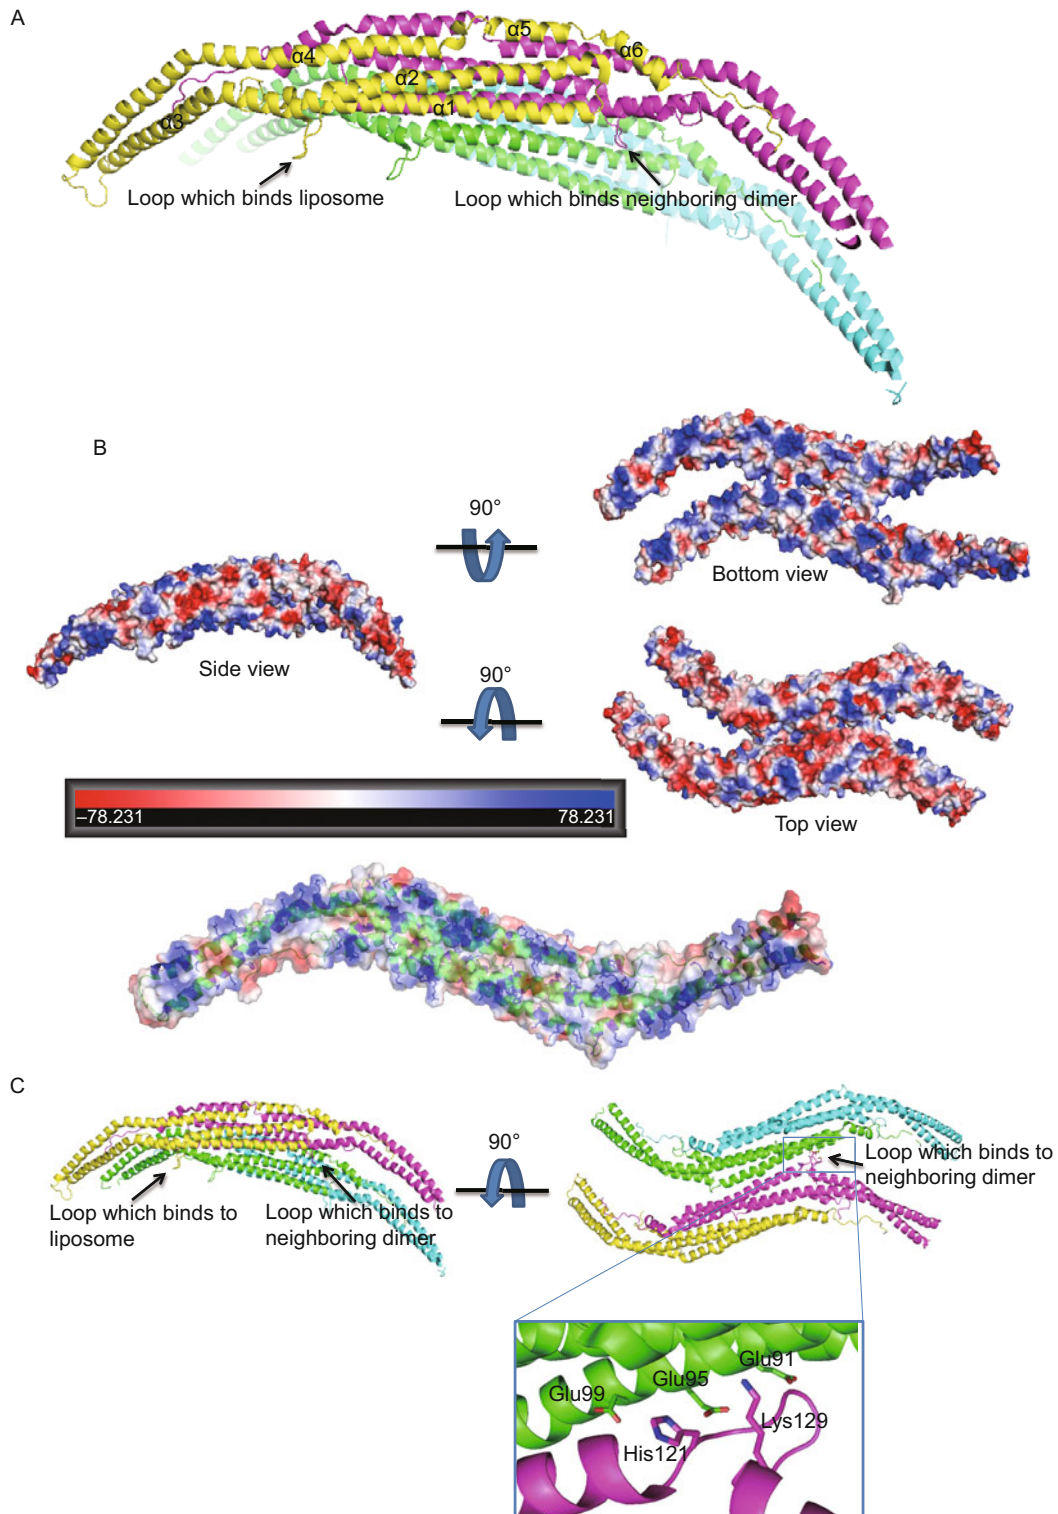 A
α5
α6
α4
α2
α1
α3
Loop which binds liposome
Loop which binds neighboring dimer
B
90°
Bottom view
Side view
90°
–78.231
78.231
Top view
C
90°
Loop which binds to
neighboring dimer
Loop which binds to
liposome
Loop which binds to
neighboring dimer
Glu91
Glu95
Glu99
Lys129
His121